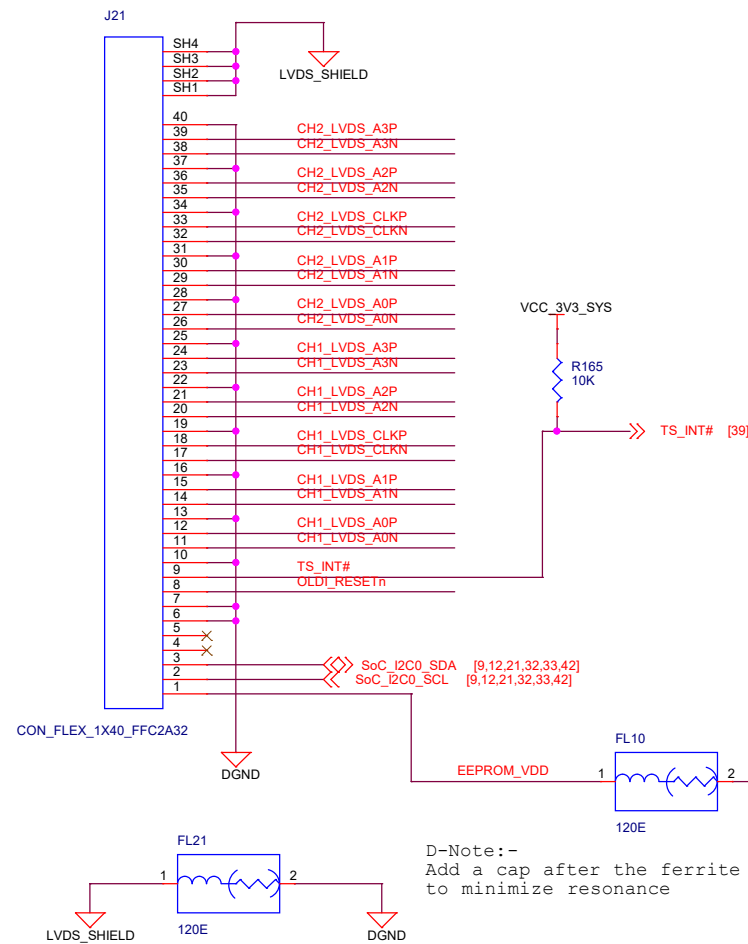 J21
SH4
SH3
SH2
SH1
LVDS_SHIELD
40
39 CH2_LVDS_A3P
38 CH2_LVDS_A3N
37
36 CH2_LVDS_A2P
35 CH2_LVDS_A2N
34
33 CH2_LVDS_CLKP
32 CH2_LVDS_CLKN
31
30 CH2_LVDS_A1P
29 CH2_LVDS_A1N
28
27 CH2_LVDS_A0P
26 CH2_LVDS_A0N
25
24 CH1_LVDS_A3P
23 CH1_LVDS_A3N
22
21 CH1_LVDS_A2P
20 CH1_LVDS_A2N
19
18 CH1_LVDS_CLKP
17 CH1_LVDS_CLKN
16
15 CH1_LVDS_A1P
14 CH1_LVDS_A1N
13
12 CH1_LVDS_A0P
11 CH1_LVDS_A0N
10
9 TS_INT#
8 OLDI_RESETn
7
6
5
4
3 SoC_I2C0_SDA [9,12,21,32,33,42]
2 SoC_I2C0_SCL [9,12,21,32,33,42]
1
CON_FLEX_1X40_FFC2A32
DGND
VCC_3V3_SYS
R165
10K
TS_INT# [39]
EEPROM_VDD
FL10
1 2
120E
FL21
1 2
120E
LVDS_SHIELD
DGND
D-Note:-
Add a cap after the ferrite
to minimize resonance